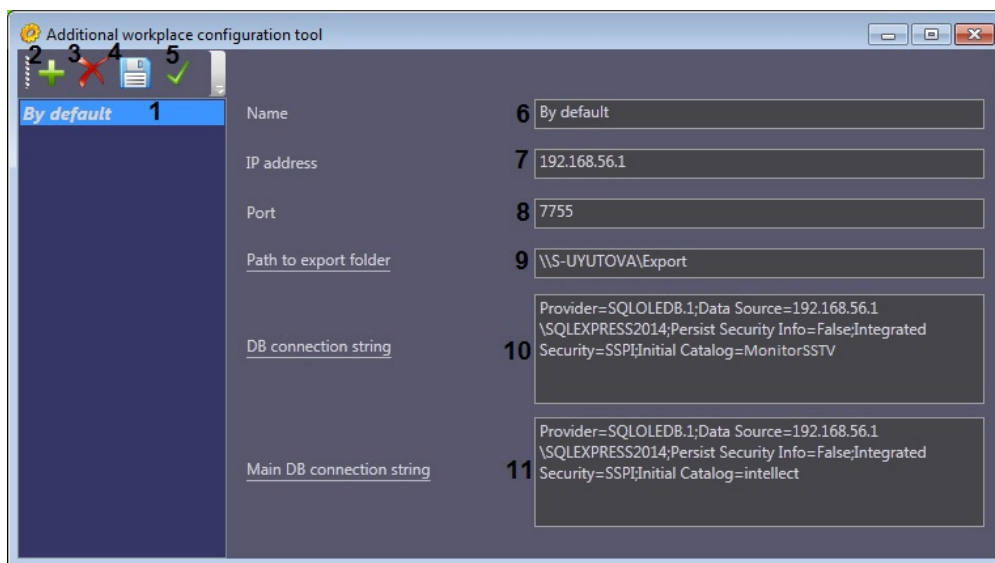 Additional workplace configuration tool
2 3 4 5
By default 1
Name 6 By default
IP address 7 192.168.56.1
Port 8 7755
Path to export folder 9 \\S-UYUTOVA\Export
Provider=SQLOLEDB.1;Data Source=192.168.56.1
\SQLEXPRESS2014;Persist Security Info=False;Integrated
DB connection string 10 Security=SSPI;Initial Catalog=MonitorSSTV
Provider=SQLOLEDB.1;Data Source=192.168.56.1
\SQLEXPRESS2014;Persist Security Info=False;Integrated
Main DB connection string 11 Security=SSPI;Initial Catalog=intellect